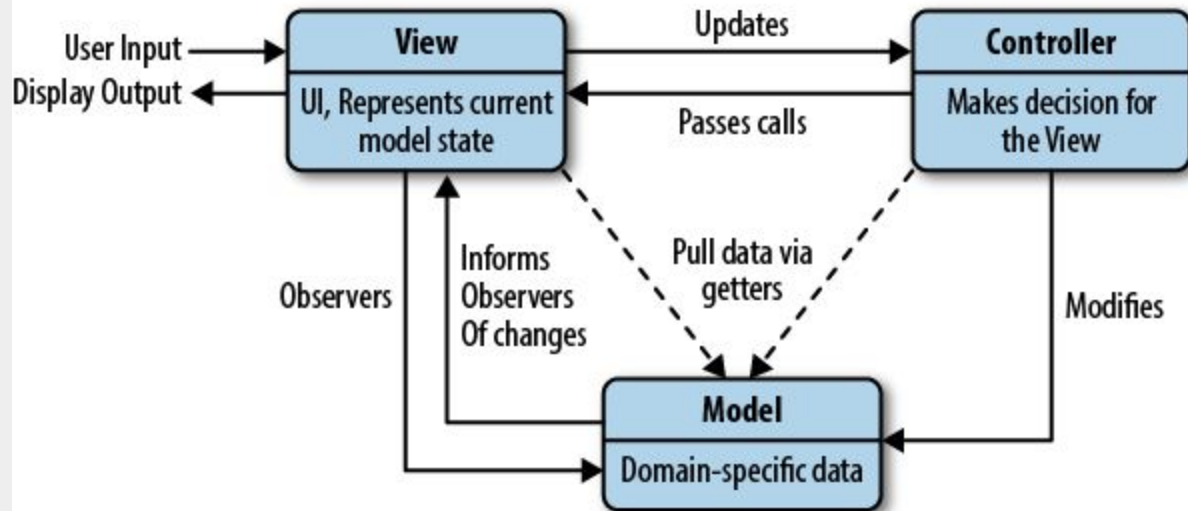 User Input
Display Output
View
UI, Represents current
model state
Updates
Passes calls
Controller
Makes decision for
the View
Observers
Informs
Observers
Of changes
Pull data via
getters
Modifies
Model
Domain-specific data